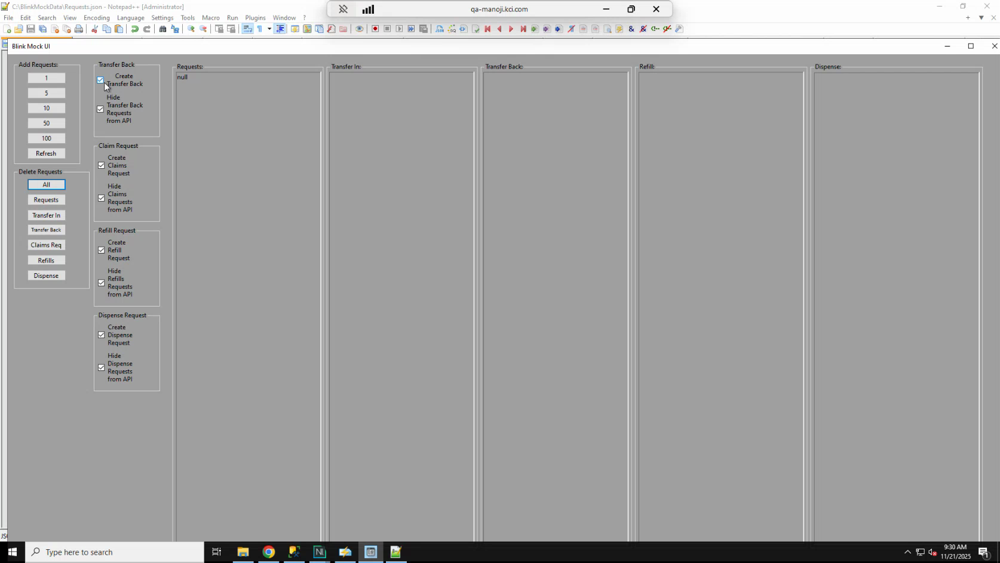 C:\BlinkMockData\Requests.json - Notepad++ [Administrator]
qa-manoji.kci.com
File Edit Search View Encoding Language Settings Tools Macro Run Plugins Window ?
Blink Mock UI
Add Requests:
1
5
10
50
100
Refresh
Delete Requests
All
Requests
Transfer In
Transfer Back
Claims Req
Refills
Dispense
Transfer Back
Create
Transfer Back
Hide
Transfer Back
Requests
from API
Claim Request
Create
Claims
Request
Hide
Claims
Requests
from API
Refill Request
Create
Refill
Request
Hide
Refills
Requests
from API
Dispense Request
Create
Dispense
Request
Hide
Dispense
Requests
from API
Requests:
null
Transfer In:
Transfer Back:
Refill:
Dispense:
JS
Type here to search
9:30 AM
11/21/2025
1